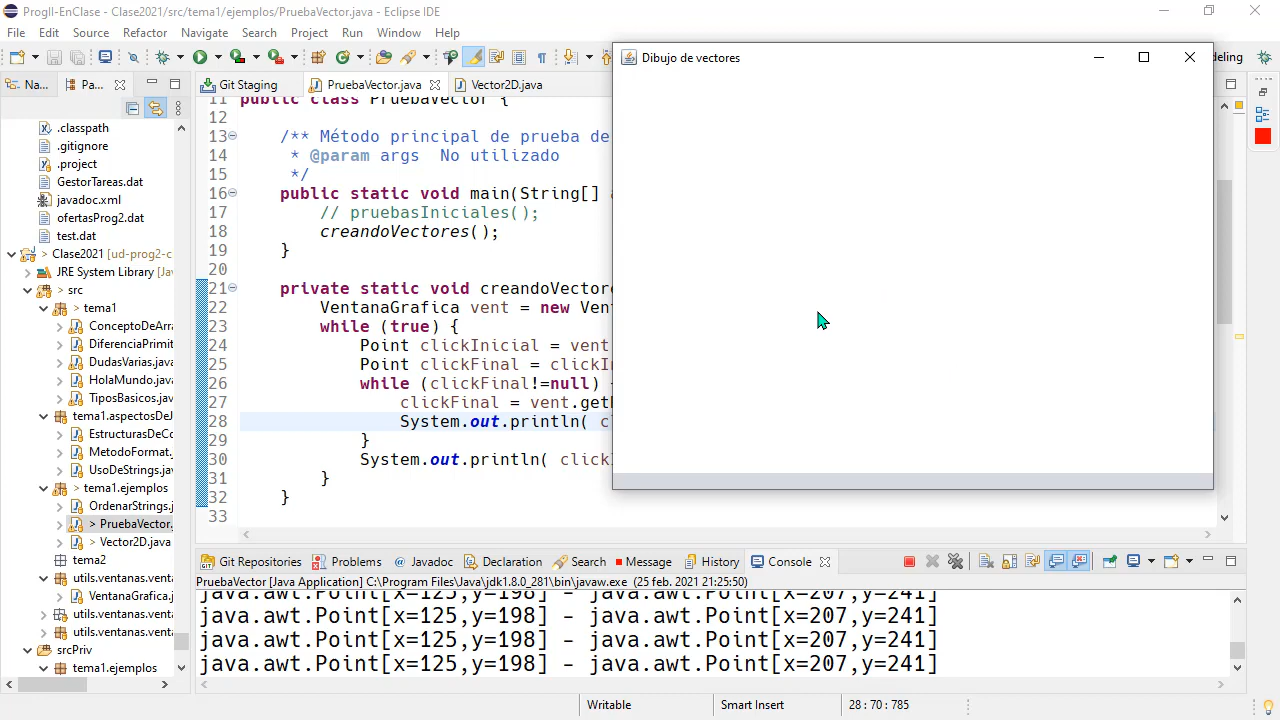 ProgII-EnClase - Clase2021/src/tema1/ejemplos/PruebaVector.java - Eclipse IDE
File Edit Source Refactor Navigate Search Project Run Window Help
Dibujo de vectores
deling
Na... Pa...
Git Staging PruebaVector.java Vector2D.java
.classpath
.gitignore
.project
GestorTareas.dat
javadoc.xml
ofertasProg2.dat
test.dat
> Clase2021 [ud-prog2-c
JRE System Library [Ja
> src
> tema1
ConceptoDeArra
DiferenciaPrimit
DudasVarias.java
HolaMundo.java
TiposBasicos.java
tema1.aspectosDeJ
EstructurasDeCo
MetodoFormat.j
UsoDeStrings.jav
> tema1.ejemplos
OrdenarStrings.j
> PruebaVector.
> Vector2D.java
tema2
utils.ventanas.vent
VentanaGrafica.
utils.ventanas.vent
utils.ventanas.vent
srcPriv
tema1.ejemplos
11 public class PruebaVector {
12
13 /** Método principal de prueba de
14 * @param args No utilizado
15 */
16 public static void main(String[] a
17 // pruebasIniciales();
18 creandoVectores();
19 }
20
21 private static void creandoVectore
22 VentanaGrafica vent = new Ven
23 while (true) {
24 Point clickInicial = vent
25 Point clickFinal = clickI
26 while (clickFinal!=null) {
27 clickFinal = vent.get
28 System.out.println( c
29 }
30 System.out.println( click
31 }
32 }
33
Git Repositories Problems @ Javadoc Declaration Search Message History Console
PruebaVector [Java Application] C:\Program Files\Java\jdk1.8.0_281\bin\javaw.exe (25 feb. 2021 21:25:50)
java.awt.Point[x=125,y=198] - java.awt.Point[x=207,y=241]
java.awt.Point[x=125,y=198] - java.awt.Point[x=207,y=241]
java.awt.Point[x=125,y=198] - java.awt.Point[x=207,y=241]
java.awt.Point[x=125,y=198] - java.awt.Point[x=207,y=241]
Writable Smart Insert 28 : 70 : 785